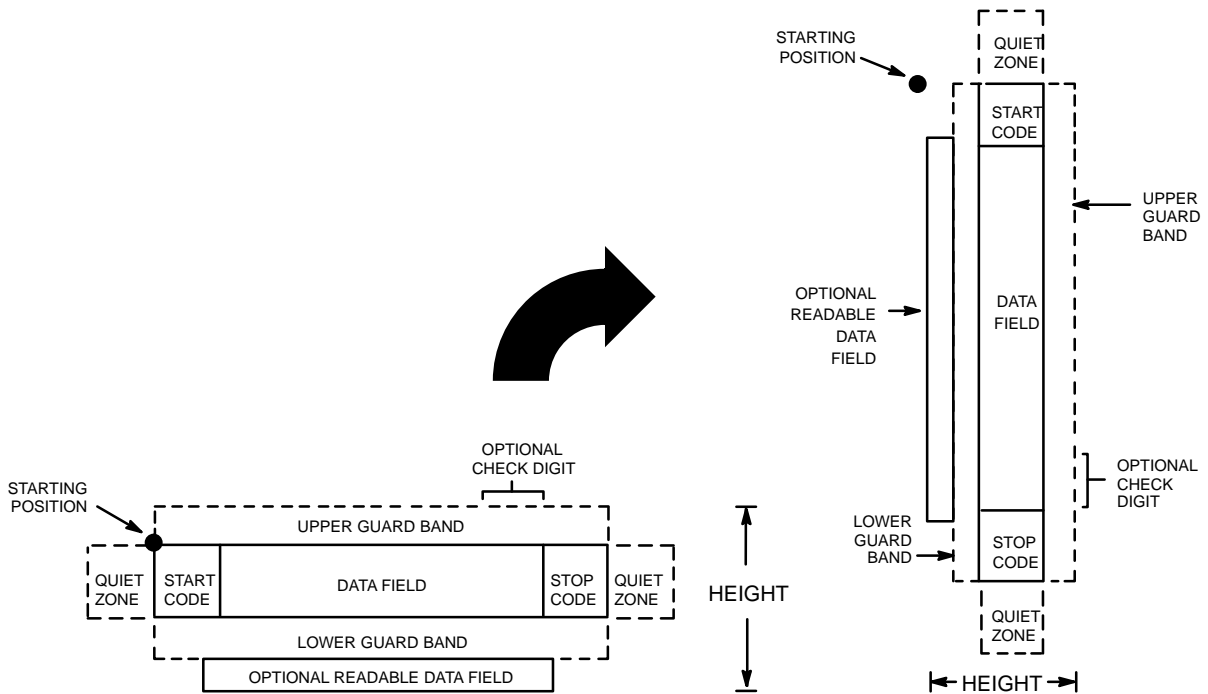 STARTING
POSITION
QUIET
ZONE
START
CODE
UPPER
GUARD
BAND
OPTIONAL
READABLE
DATA
FIELD
DATA
FIELD
OPTIONAL
CHECK
DIGIT
LOWER
GUARD
BAND
STOP
CODE
QUIET
ZONE
HEIGHT
OPTIONAL
CHECK DIGIT
STARTING
POSITION
UPPER GUARD BAND
QUIET
ZONE
START
CODE
DATA FIELD
STOP
CODE
QUIET
ZONE
HEIGHT
LOWER GUARD BAND
OPTIONAL READABLE DATA FIELD